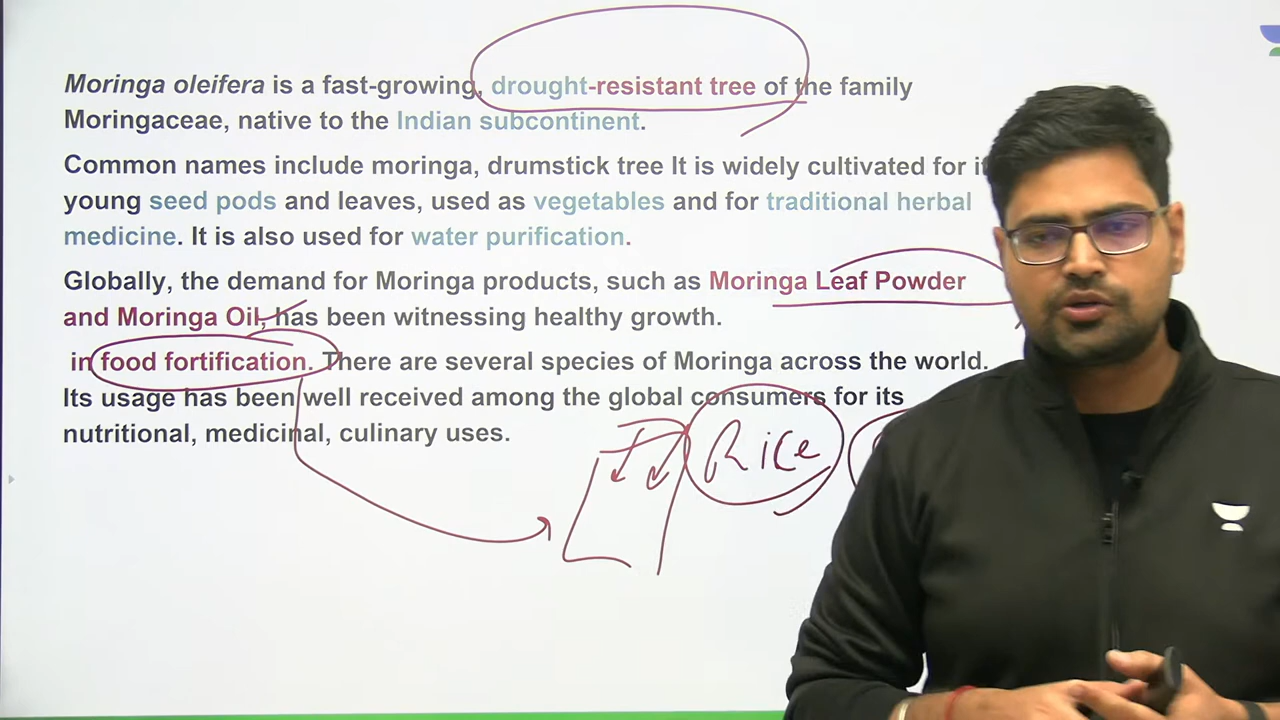 Moringa oleifera is a fast-growing, drought-resistant tree of the family
Moringaceae, native to the Indian subcontinent.
Common names include moringa, drumstick tree It is widely cultivated for
young seed pods and leaves, used as vegetables and for traditional herbal
medicine. It is also used for water purification.
Globally, the demand for Moringa products, such as Moringa Leaf Powder
and Moringa Oil, has been witnessing healthy growth.
in food fortification. There are several species of Moringa across the world.
Its usage has been well received among the global consumers for its
nutritional, medicinal, culinary uses.
Rice